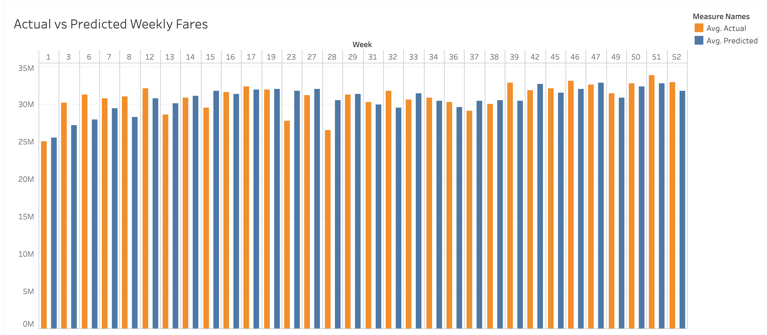 Actual vs Predicted Weekly Fares
Measure Names
Avg. Actual
Avg. Predicted
Week
1 3 6 7 8 12 13 14 15 16 17 19 23 27 28 29 31 32 33 34 36 37 38 39 42 45 46 47 49 50 51 52
35M
30M
25M
20M
15M
10M
5M
0M